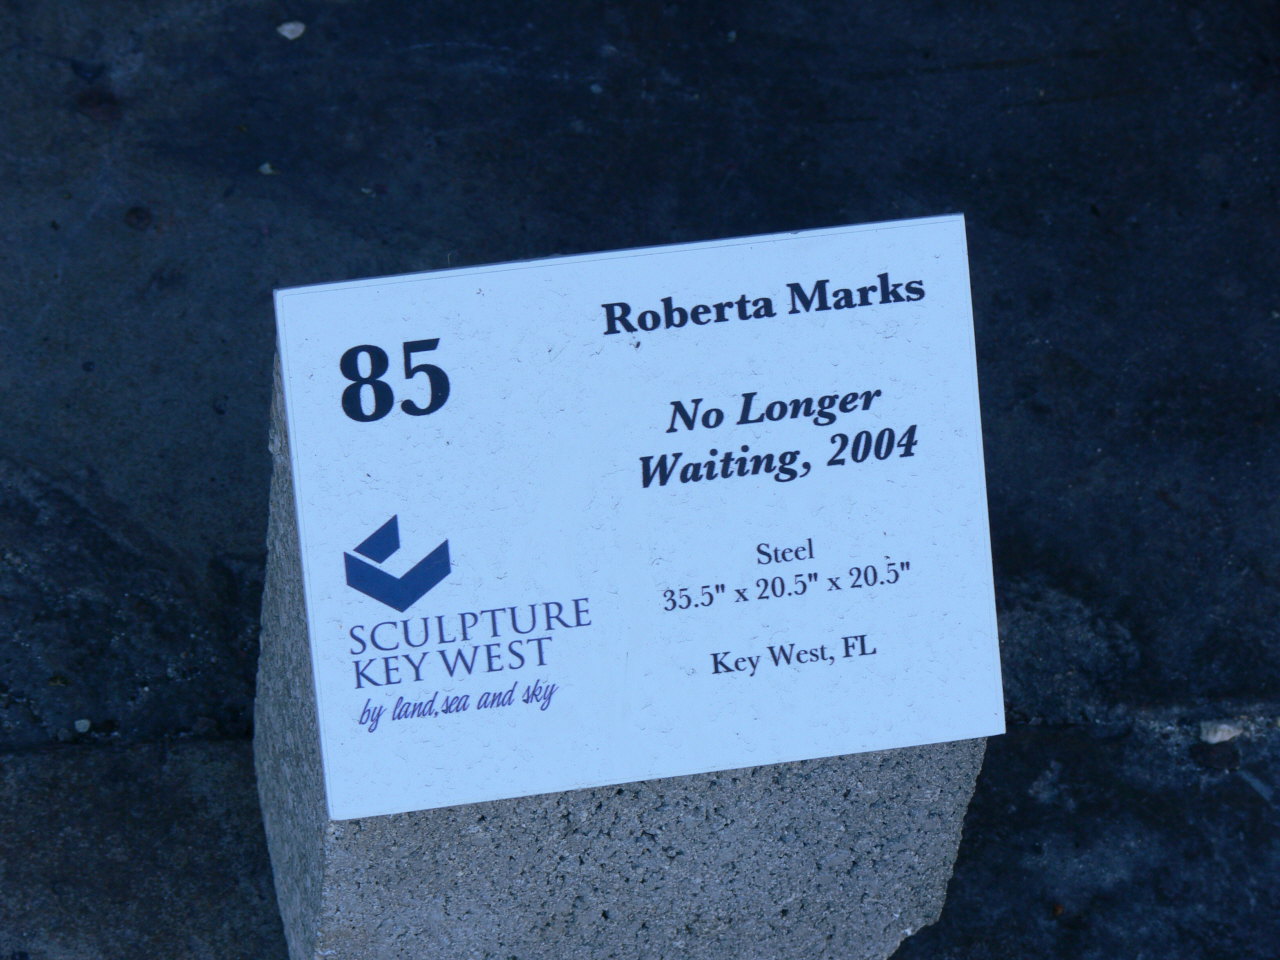 85
Roberta Marks
No Longer
Waiting, 2004
Steel
35.5" x 20.5" x 20.5"
Key West, FL
SCULPTURE
KEY WEST
by land, sea and sky